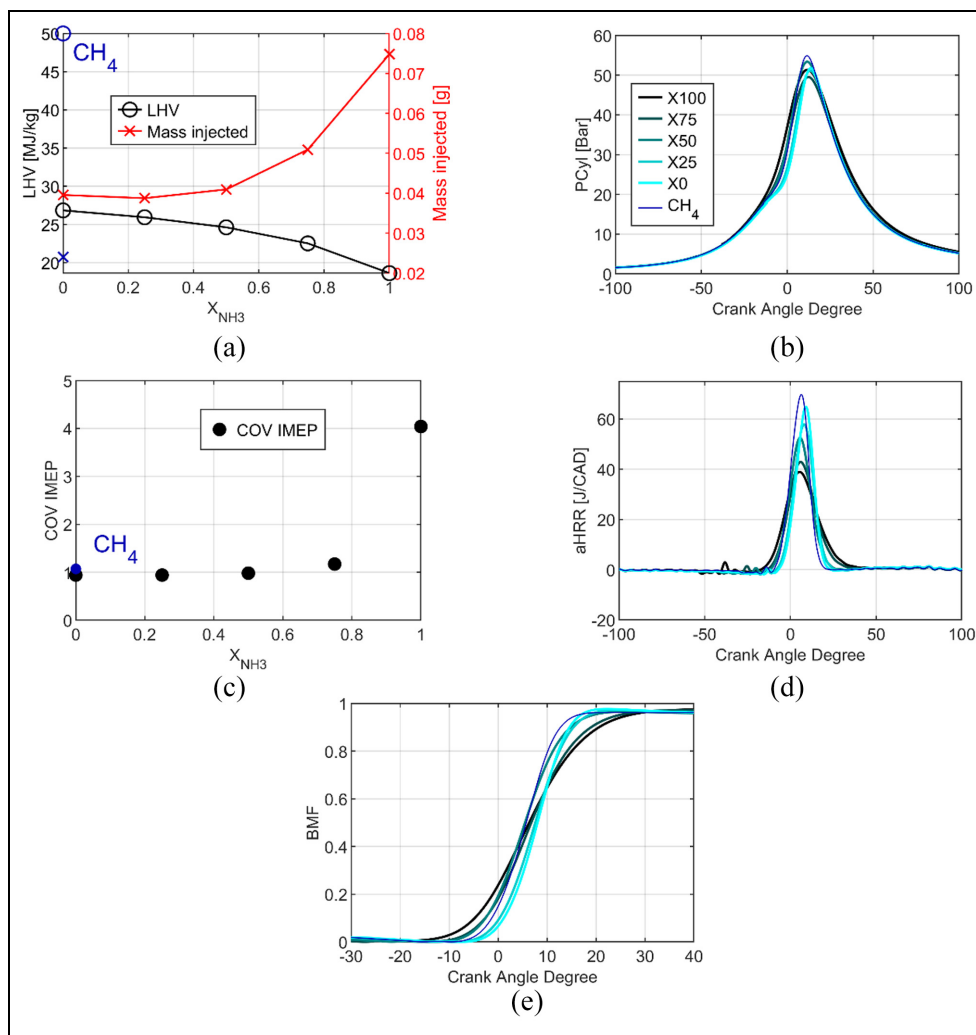 50
45
40
35
30
25
20
LHV [MJ/kg]
CH4
LHV
Mass injected
0.08
0.07
0.06
0.05
0.04
0.03
0.02
Mass injected [g]
0 0.2 0.4 0.6 0.8 1
XNH3
(a)
60
50
40
30
20
10
0
PCyl [Bar]
X100
X75
X50
X25
X0
CH4
-100 -50 0 50 100
Crank Angle Degree
(b)
5
4
3
2
1
0
COV IMEP
COV IMEP
CH4
0 0.2 0.4 0.6 0.8 1
XNH3
(c)
60
40
20
0
-20
aHRR [J/CAD]
-100 -50 0 50 100
Crank Angle Degree
(d)
1
0.8
0.6
0.4
0.2
0
BMF
-30 -20 -10 0 10 20 30 40
Crank Angle Degree
(e)